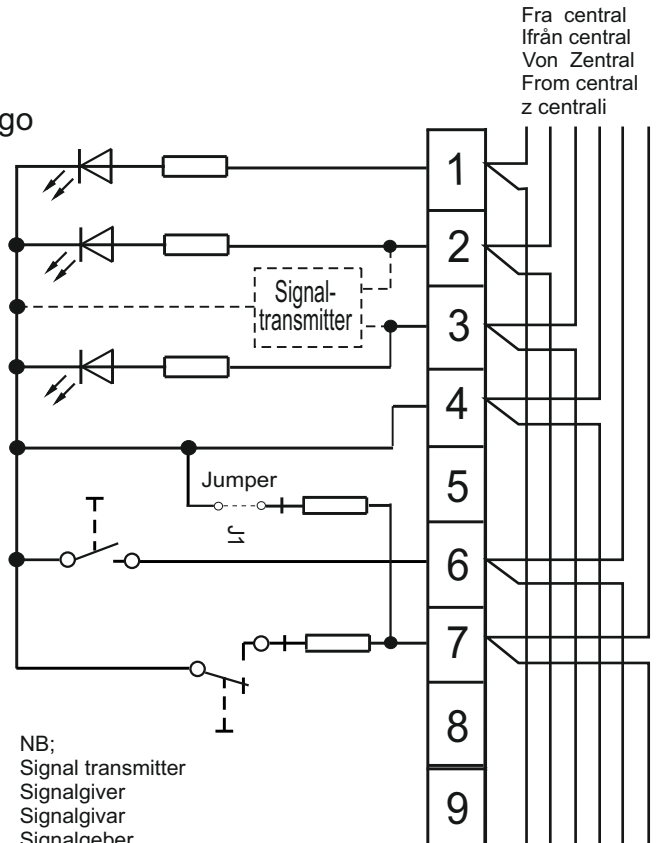 Fra central
Ifrån central
Von Zentral
From central
z centrali
go
1
2
Signal-
transmitter
3
4
Jumper
5
J1
6
7
8
NB;
Signal transmitter
Signalgiver
Signalgivar
Signalgeber
9